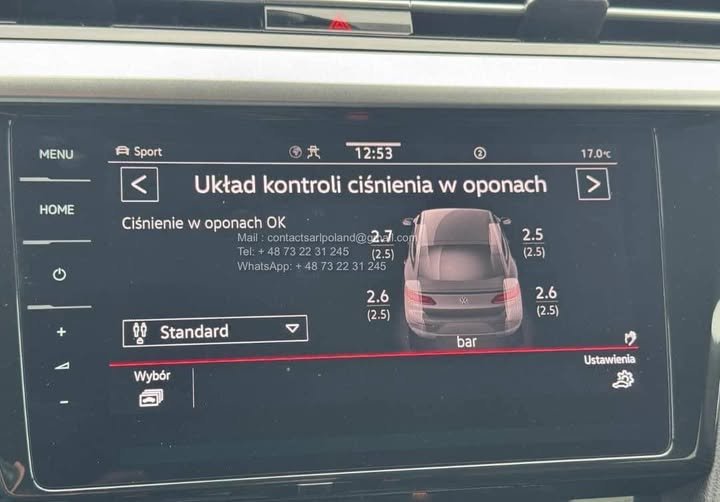 MENU
HOME
Sport
12:53
2
17.0°C
< Układ kontroli ciśnienia w oponach >
Ciśnienie w oponach OK
Mail : contactsarlpoland@gmail.com
Tel: + 48 73 22 31 245
WhatsApp: + 48 73 22 31 245
2.7
(2.5)
2.5
(2.5)
2.6
(2.5)
2.6
(2.5)
bar
Standard
Wybór
Ustawienia
+
-